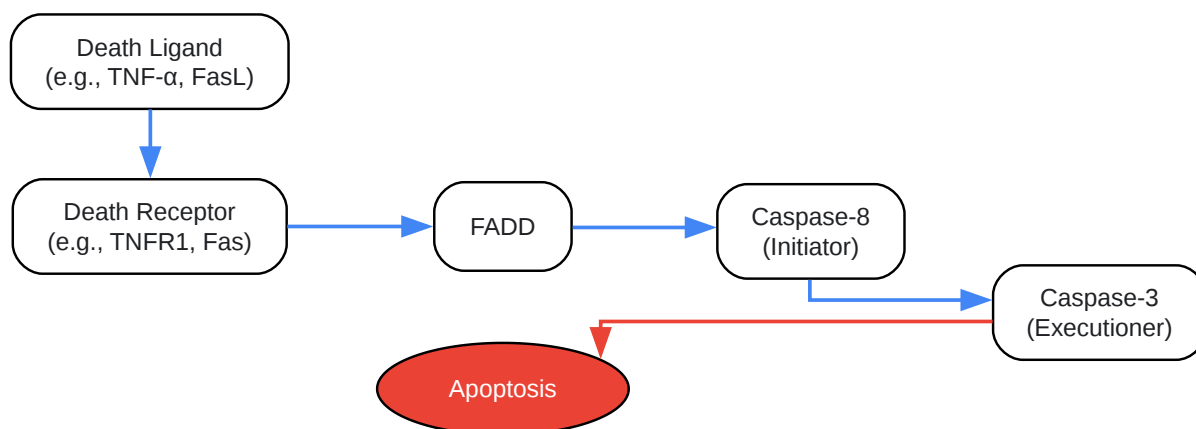 Death Ligand
(e.g., TNF-α, FasL)
Death Receptor
(e.g., TNFR1, Fas)
FADD
Caspase-8
(Initiator)
Caspase-3
(Executioner)
Apoptosis